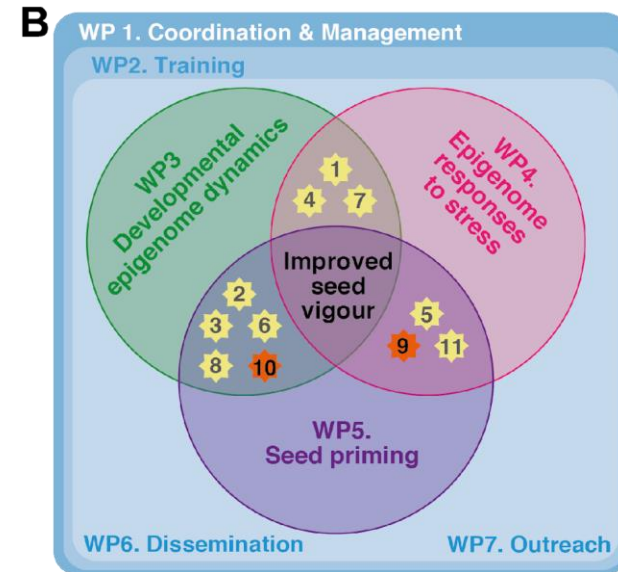 B
WP 1. Coordination & Management
WP2. Training
WP3
Developmental
epigenome dynamics
WP4.
Epigenome
responses
to stress
1
4 7
Improved
seed
vigour
2
3 6
8 10
5
9 11
WP5.
Seed priming
WP6. Dissemination
WP7. Outreach